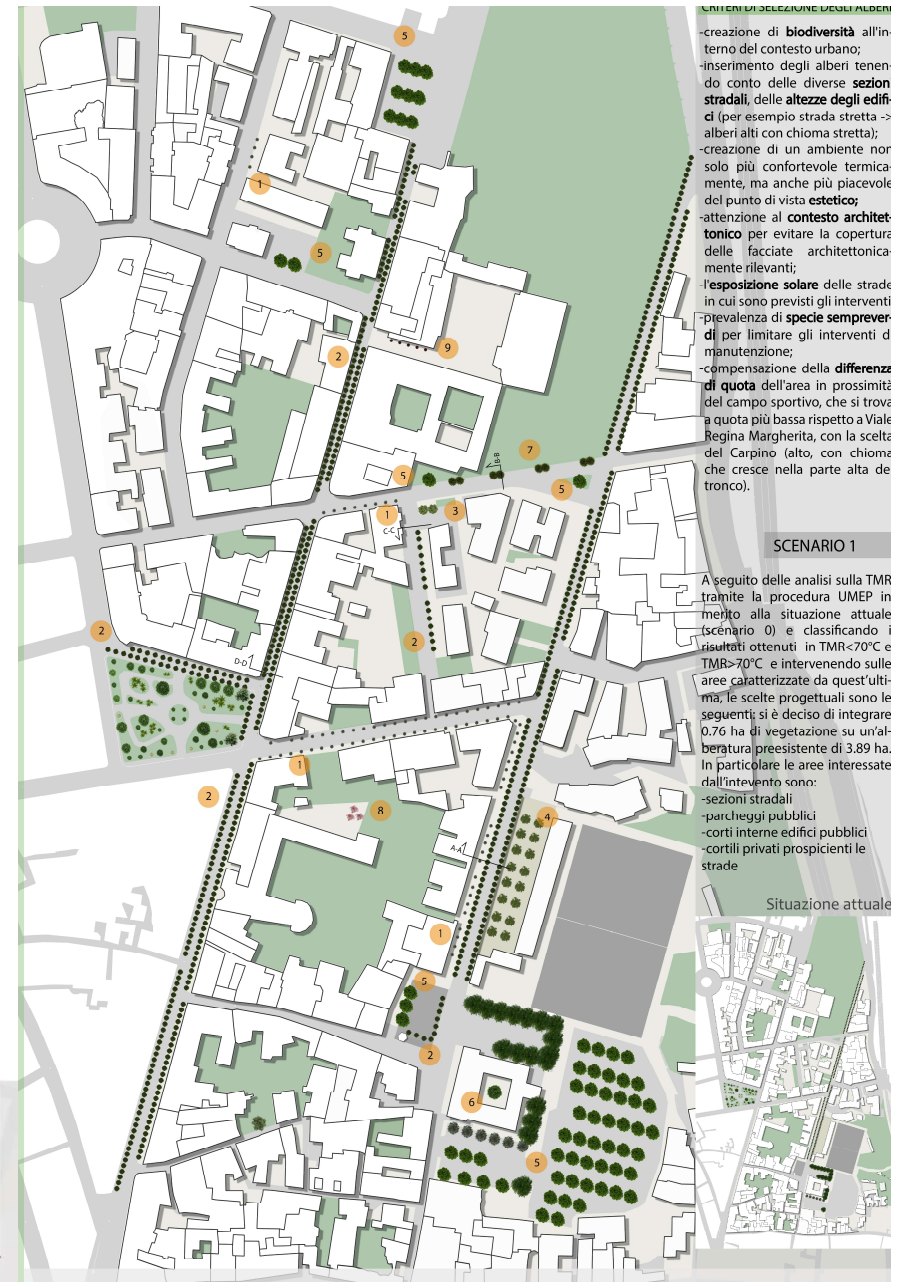 5
1
5
2
9
7
B-B
5
5
1
3
C-C
2
2
D-D
1
2
8
4
A-A
1
5
2
6
5
CRITERI DI SELEZIONE DEGLI ALBERI
-creazione di biodiversità all'in-
terno del contesto urbano;
-inserimento degli alberi tenen-
do conto delle diverse sezion
stradali, delle altezze degli edifi-
ci (per esempio strada stretta ->
alberi alti con chioma stretta);
-creazione di un ambiente non
solo più confortevole termica-
mente, ma anche più piacevole
del punto di vista estetico;
-attenzione al contesto architet-
tonico per evitare la copertura
delle facciate architettonica-
mente rilevanti;
-l'esposizione solare delle strade
in cui sono previsti gli interventi
-prevalenza di specie semprever-
di per limitare gli interventi d
manutenzione;
-compensazione della differenza
di quota dell'area in prossimità
del campo sportivo, che si trova
a quota più bassa rispetto a Viale
Regina Margherita, con la scelta
del Carpino (alto, con chioma
che cresce nella parte alta de
tronco).
SCENARIO 1
A seguito delle analisi sulla TMR
tramite la procedura UMEP in
merito alla situazione attuale
(scenario 0) e classificando i
risultati ottenuti in TMR<70°C e
TMR>70°C e intervenendo sulle
aree caratterizzate da quest'ulti-
ma, le scelte progettuali sono le
seguenti: si è deciso di integrare
0.76 ha di vegetazione su un'al-
beratura preesistente di 3.89 ha.
In particolare le aree interessate
dall'intevento sono:
-sezioni stradali
-parcheggi pubblici
-corti interne edifici pubblici
-cortili privati prospicienti le
strade
Situazione attuale